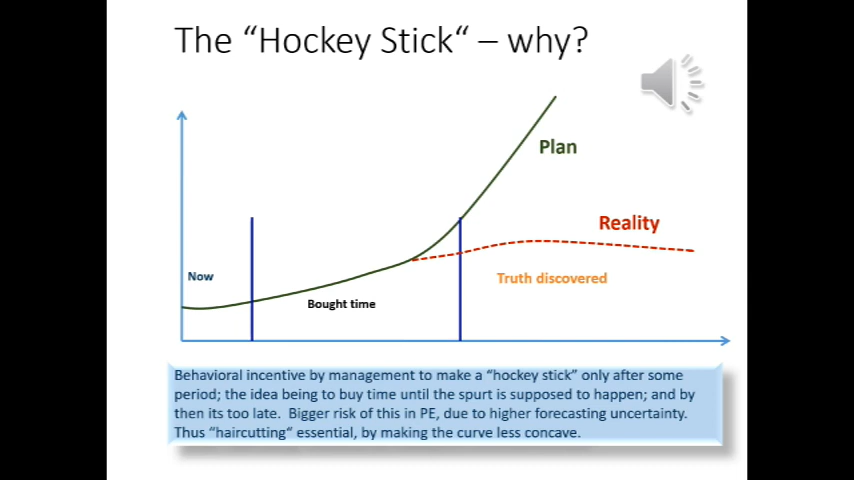 The “Hockey Stick“ – why?
Plan
Reality
Now
Truth discovered
Bought time
Behavioral incentive by management to make a “hockey stick” only after some
period; the idea being to buy time until the spurt is supposed to happen; and by
then its too late.  Bigger risk of this in PE, due to higher forecasting uncertainty.
Thus “haircutting“ essential, by making the curve less concave.